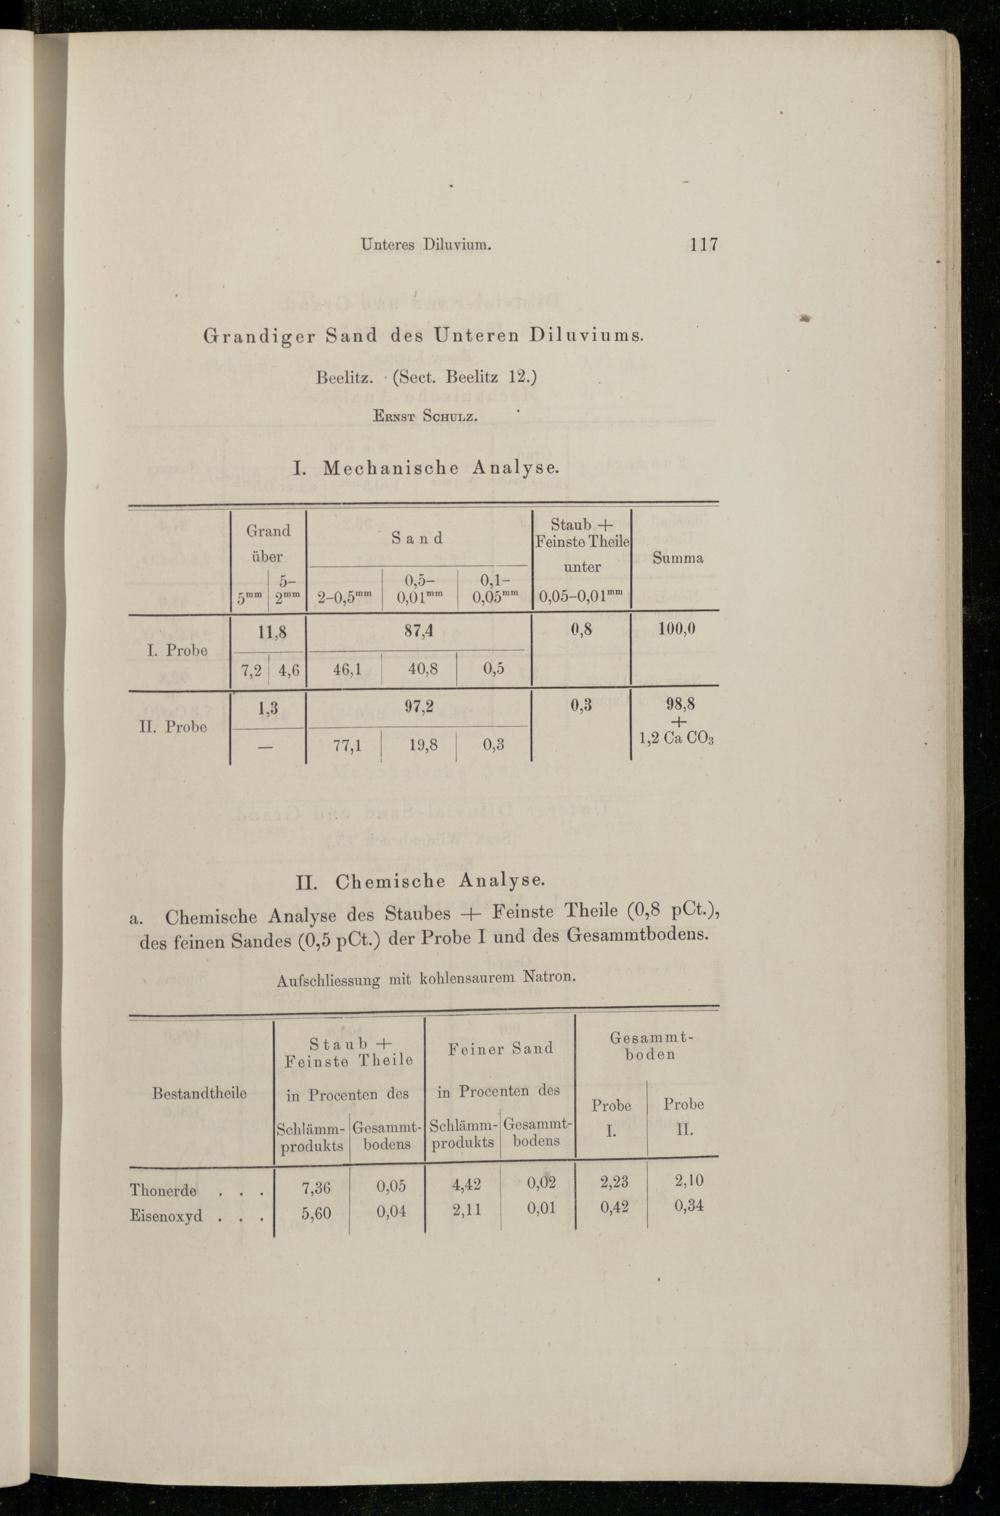 Unteres Diluvium. 117
Grandiger Sand des Unteren Diluviums.
Beelitz. (Sect. Beelitz 12.)
Ernst Schulz.
I. Mechanische Analyse.
Grand über Sand Staub + Feinste Theile unter Summa
5mm 5-2mm 2-0,5mm 0,5-0,01mm 0,1-0,05mm 0,05-0,01mm
I. Probe 11,8 87,4 0,8 100,0
7,2 4,6 46,1 40,8 0,5
II. Probe 1,3 97,2 0,3 98,8 + 1,2 Ca CO3
— 77,1 19,8 0,3
II. Chemische Analyse.
a. Chemische Analyse des Staubes + Feinste Theile (0,8 pCt.),
des feinen Sandes (0,5 pCt.) der Probe I und des Gesammtbodens.
Aufschliessung mit kohlensaurem Natron.
Bestandtheile Staub + Feinste Theile Feiner Sand Gesammt-boden
in Procenten des in Procenten des Probe I. Probe II.
Schlämm-produkts Gesammt-bodens Schlämm-produkts Gesammt-bodens
Thonerde . . . 7,36 0,05 4,42 0,02 2,23 2,10
Eisenoxyd . . . 5,60 0,04 2,11 0,01 0,42 0,34